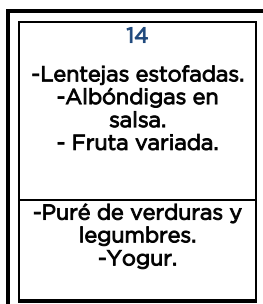 14
-Lentejas estofadas.
-Albóndigas en
salsa.
- Fruta variada.
-Puré de verduras y
legumbres.
-Yogur.